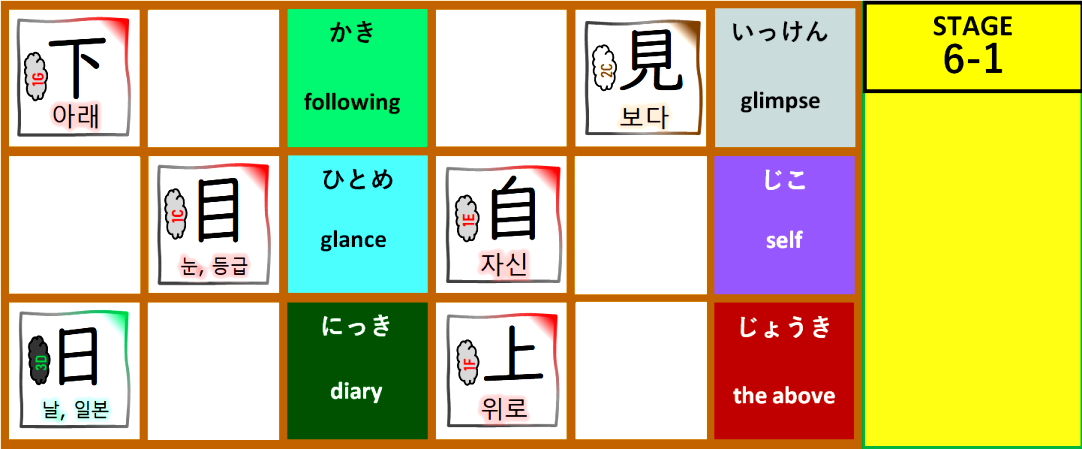 1G
下
아래
かき
following
2C
見
보다
いっけん
glimpse
STAGE
6-1
1C
目
눈, 등급
ひとめ
glance
1E
自
자신
じこ
self
3D
日
날, 일본
にっき
diary
1F
上
위로
じょうき
the above